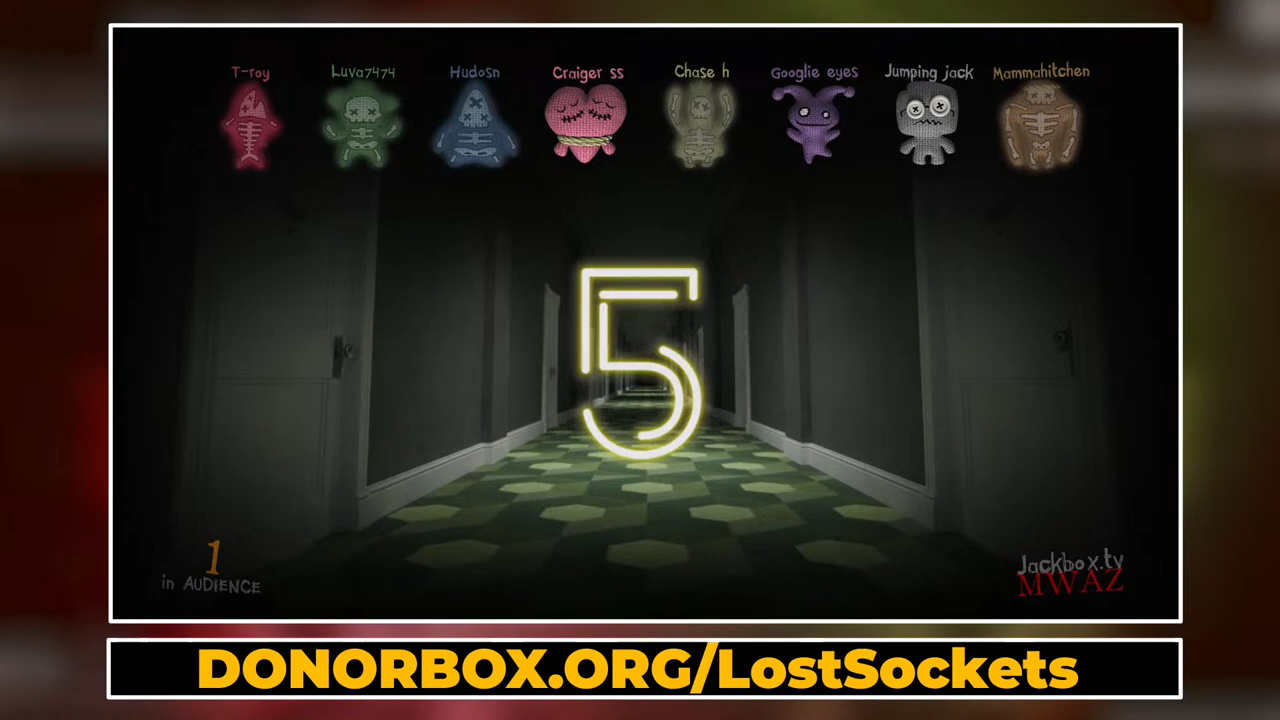 T-roy
Luva7474
Hudosn
Craiger ss
Chase h
Googlie eyes
Jumping jack
Mammahitchen
5
1
in AUDIENCE
Jackbox.tv
MWAZ
DONORBOX.ORG/LostSockets